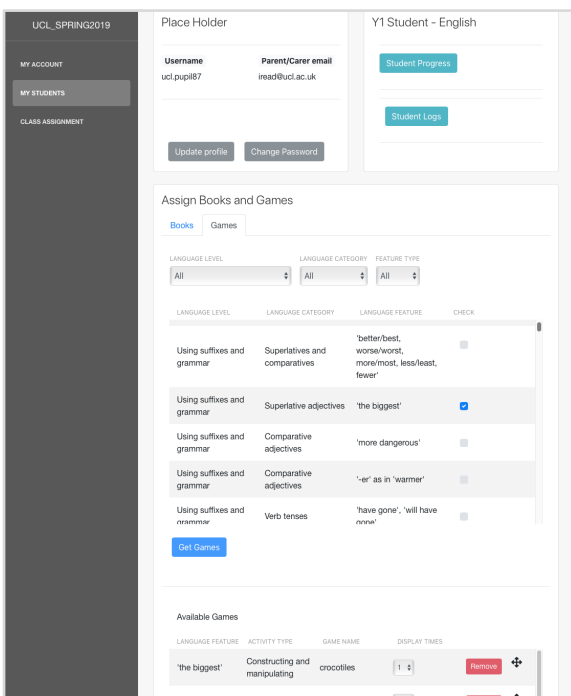 UCL_SPRING2019
MY ACCOUNT
MY STUDENTS
CLASS ASSIGNMENT
Place Holder
Username Parent/Carer email
ucl.pupil87 iread@ucl.ac.uk
Update profile Change Password
Y1 Student - English
Student Progress
Student Logs
Assign Books and Games
Books Games
LANGUAGE LEVEL LANGUAGE CATEGORY FEATURE TYPE
All All All
LANGUAGE LEVEL LANGUAGE CATEGORY LANGUAGE FEATURE CHECK
Using suffixes and
grammar
Superlatives and
comparatives
'better/best,
worse/worst,
more/most, less/least,
fewer'
Using suffixes and
grammar
Superlative adjectives
'the biggest'
Using suffixes and
grammar
Comparative
adjectives
'more dangerous'
Using suffixes and
grammar
Comparative
adjectives
'-er' as in 'warmer'
Using suffixes and
grammar
Verb tenses
'have gone', 'will have
gone'
Get Games
Available Games
LANGUAGE FEATURE ACTIVITY TYPE GAME NAME DISPLAY TIMES
'the biggest'
Constructing and
manipulating
crocotiles
1
Remove